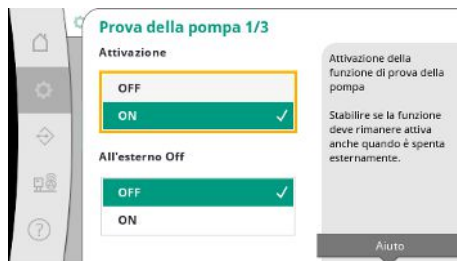 Prova della pompa 1/3
Attivazione
OFF
ON
All'esterno Off
OFF
ON
Attivazione della
funzione di prova della
pompa
Stabilire se la funzione
deve rimanere attiva
anche quando è spenta
esternamente.
Aiuto
?